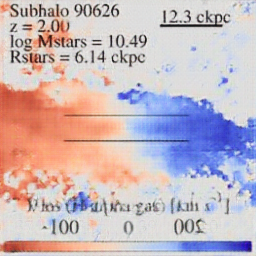 Subhalo 90626
12.3 ckpc
z = 2.00
log Mstars = 10.49
Rstars = 6.14 ckpc
-100 0